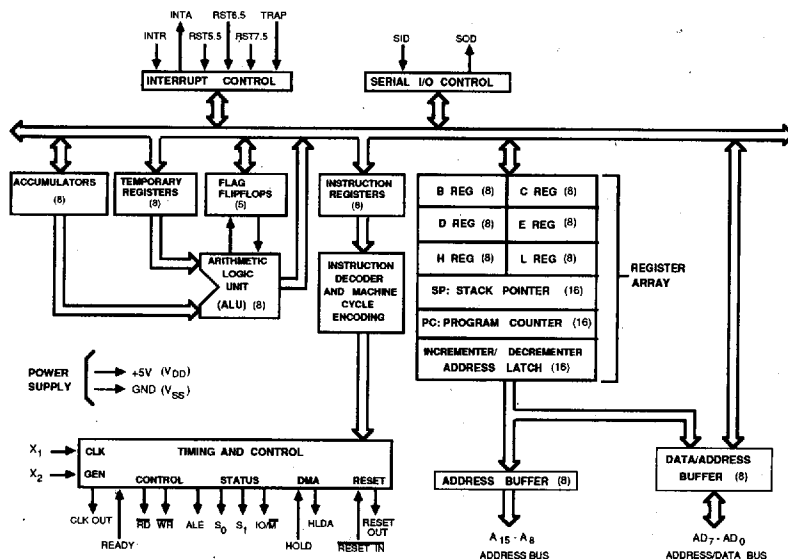 INTR
INTA
RST5.5
RST6.5
RST7.5
TRAP
INTERRUPT CONTROL
SID
SOD
SERIAL I/O CONTROL
ACCUMULATORS
(8)
TEMPORARY
REGISTERS
(8)
FLAG
FLIPFLOPS
(5)
INSTRUCTION
REGISTERS
(8)
ARITHMETIC
LOGIC
UNIT
(ALU) (8)
INSTRUCTION
DECODER
AND MACHINE
CYCLE
ENCODING
B REG (8)
C REG (8)
D REG (8)
E REG (8)
H REG (8)
L REG (8)
SP: STACK POINTER (16)
PC: PROGRAM COUNTER (16)
INCREMENTER/ DECREMENTER
ADDRESS LATCH (16)
REGISTER
ARRAY
POWER
SUPPLY
+5V (VDD)
GND (VSS)
X1
X2
CLK
GEN
TIMING AND CONTROL
CONTROL
STATUS
DMA
RESET
CLK OUT
READY
RD
WR
ALE
S0
S1
IO/M
HOLD
HLDA
RESET IN
RESET
OUT
ADDRESS BUFFER (8)
DATA/ADDRESS
BUFFER (8)
A15 - A8
ADDRESS BUS
AD7 - AD0
ADDRESS/DATA BUS